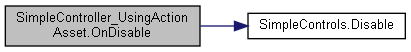 SimpleController_UsingAction
Asset.OnDisable
SimpleControls.Disable